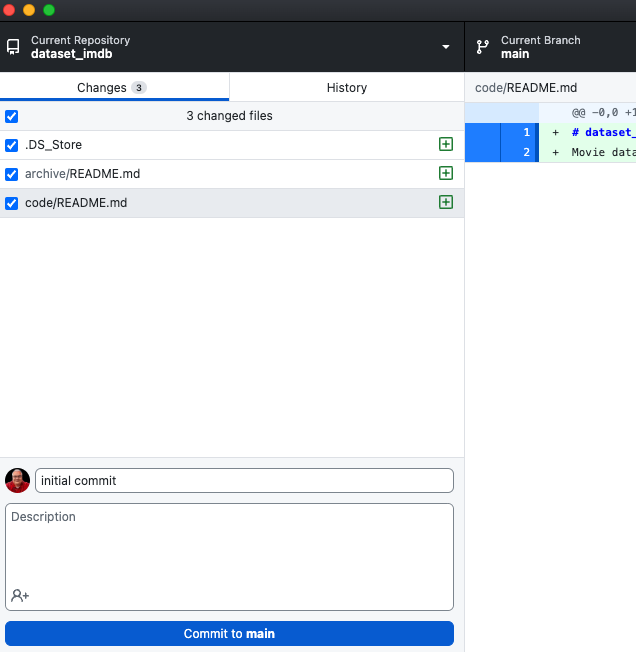 Current Repository
dataset_imdb
Current Branch
main
Changes 3
History
code/README.md
3 changed files
.DS_Store
archive/README.md
code/README.md
@@ -0,0 +1
1 + # dataset_
2 + Movie data
initial commit
Description
Commit to main